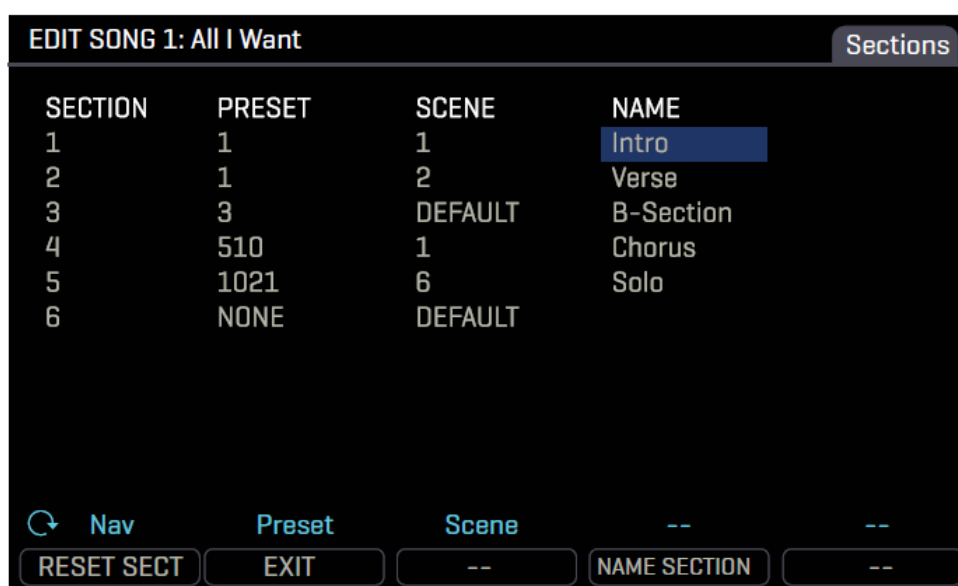 EDIT SONG 1: All I Want Sections
SECTION PRESET SCENE NAME
1 1 1 Intro
2 1 2 Verse
3 3 DEFAULT B-Section
4 510 1 Chorus
5 1021 6 Solo
6 NONE DEFAULT
Nav Preset Scene -- --
RESET SECT EXIT -- NAME SECTION --